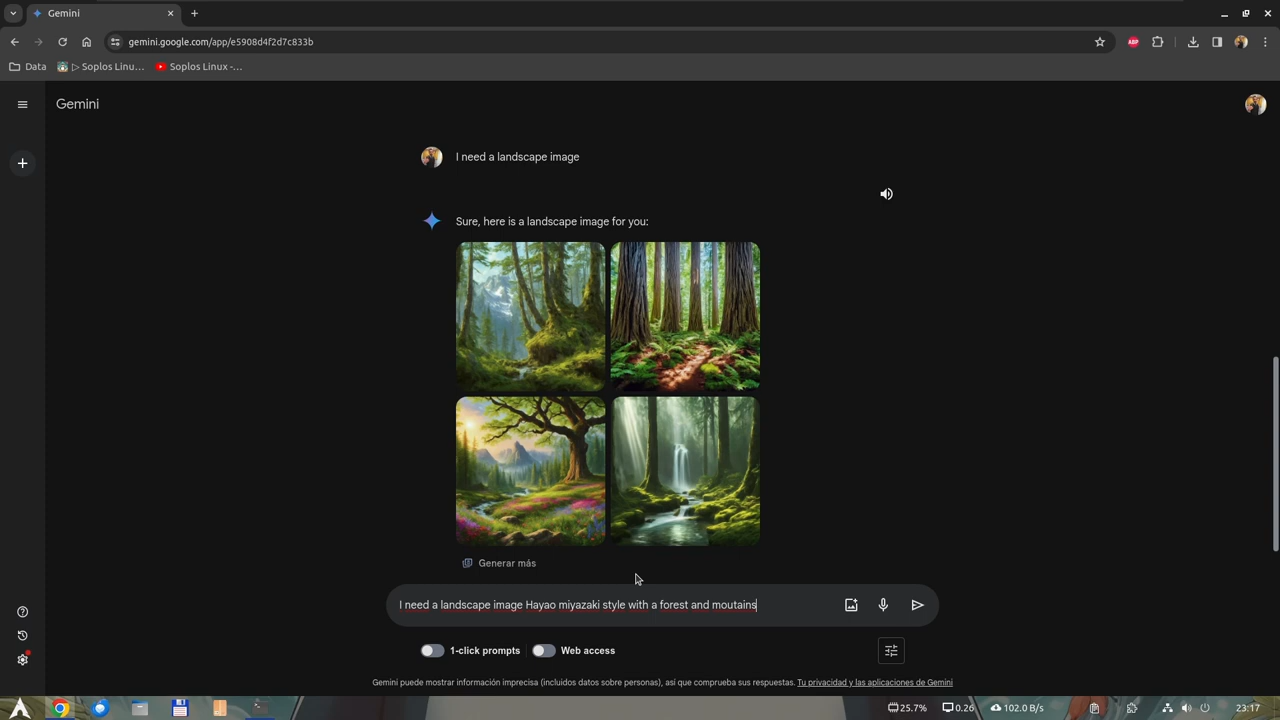 Gemini
gemini.google.com/app/e5908d4f2d7c833b
ABP
Data
▷ Soplos Linu...
Soplos Linux -...
Gemini
I need a landscape image
Sure, here is a landscape image for you:
Generar más
I need a landscape image Hayao miyazaki style with a forest and moutains
1-click prompts
Web access
Gemini puede mostrar información imprecisa (incluidos datos sobre personas), así que comprueba sus respuestas. Tu privacidad y las aplicaciones de Gemini
25.7%
0.26
102.0 B/s
23:17